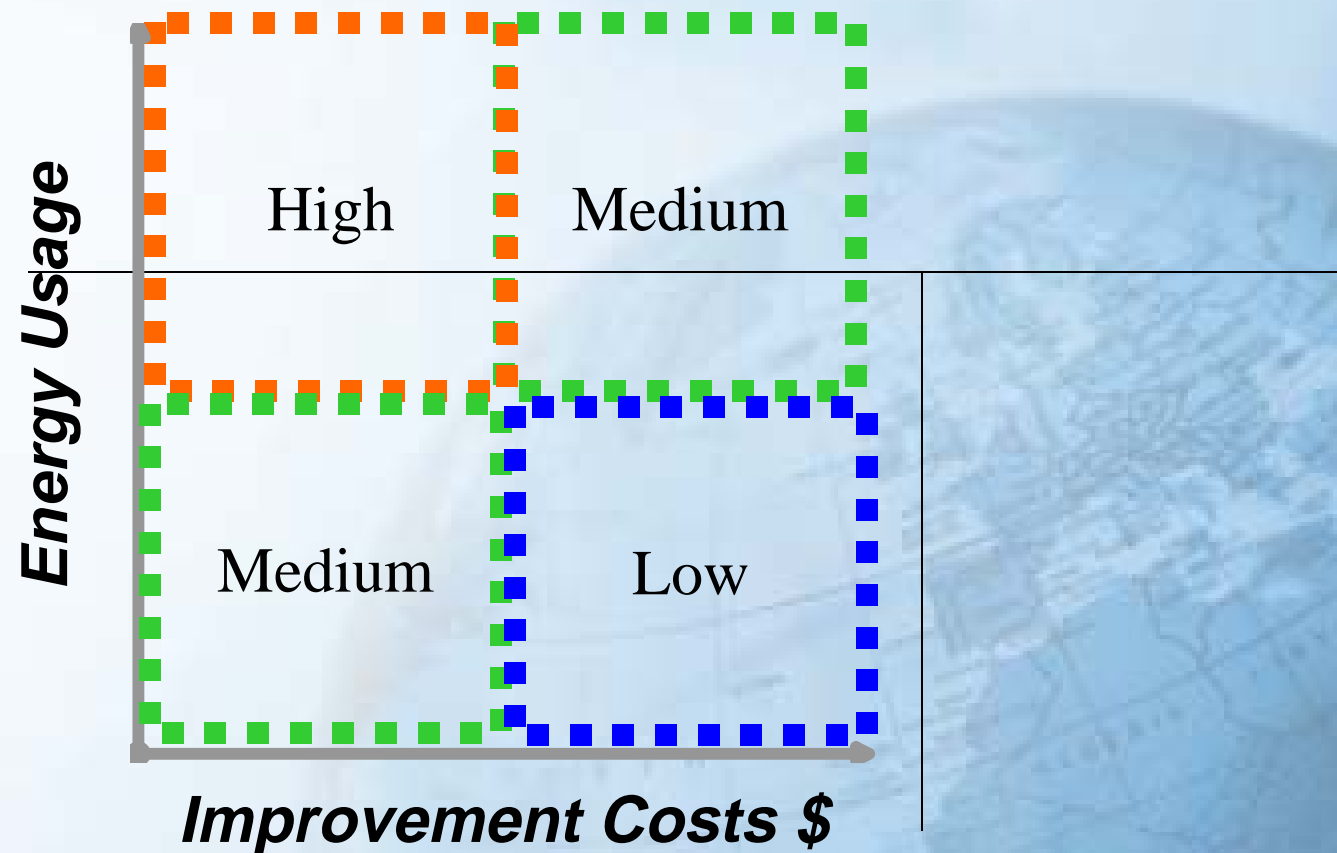 Energy Usage
High
Medium
Medium
Low
Improvement Costs $